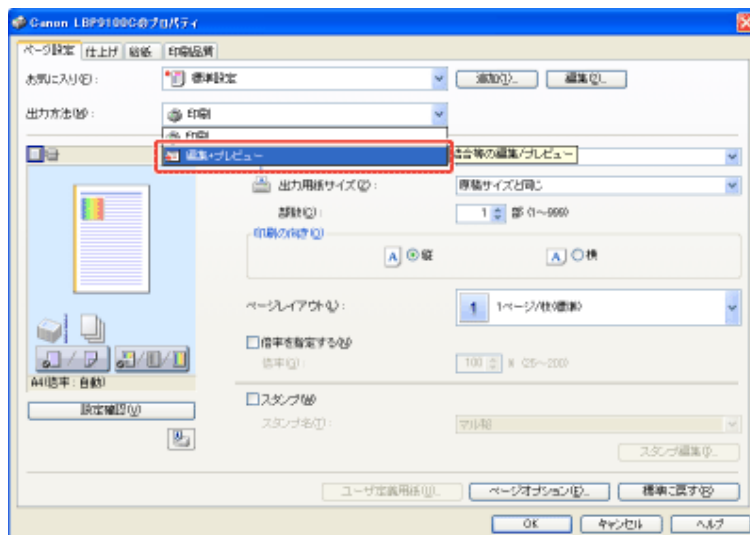 Canon LBP9100Cのプロパティ
ページ設定 仕上げ 給紙 印刷品質
お気に入り(F): 標準設定 追加(1)... 編集(2)...
出力方法(M): 印刷
印刷
編集+プレビュー 結合等の編集/プレビュー
出力用紙サイズ(Z): 原稿サイズと同じ
部数(C): 1 部 (1~999)
印刷の向き(O)
A 縦 A 横
ページレイアウト(L): 1 1ページ/枚(標準)
倍率を指定する(N)
倍率(G): 100 % (25~200)
A4(倍率:自動)
スタンプ(W)
設定確認(V)
スタンプ名(T): マル秘
スタンプ編集(I)...
ユーザ定義用紙(U)... ページオプション(E)... 標準に戻す(R)
OK キャンセル ヘルプ